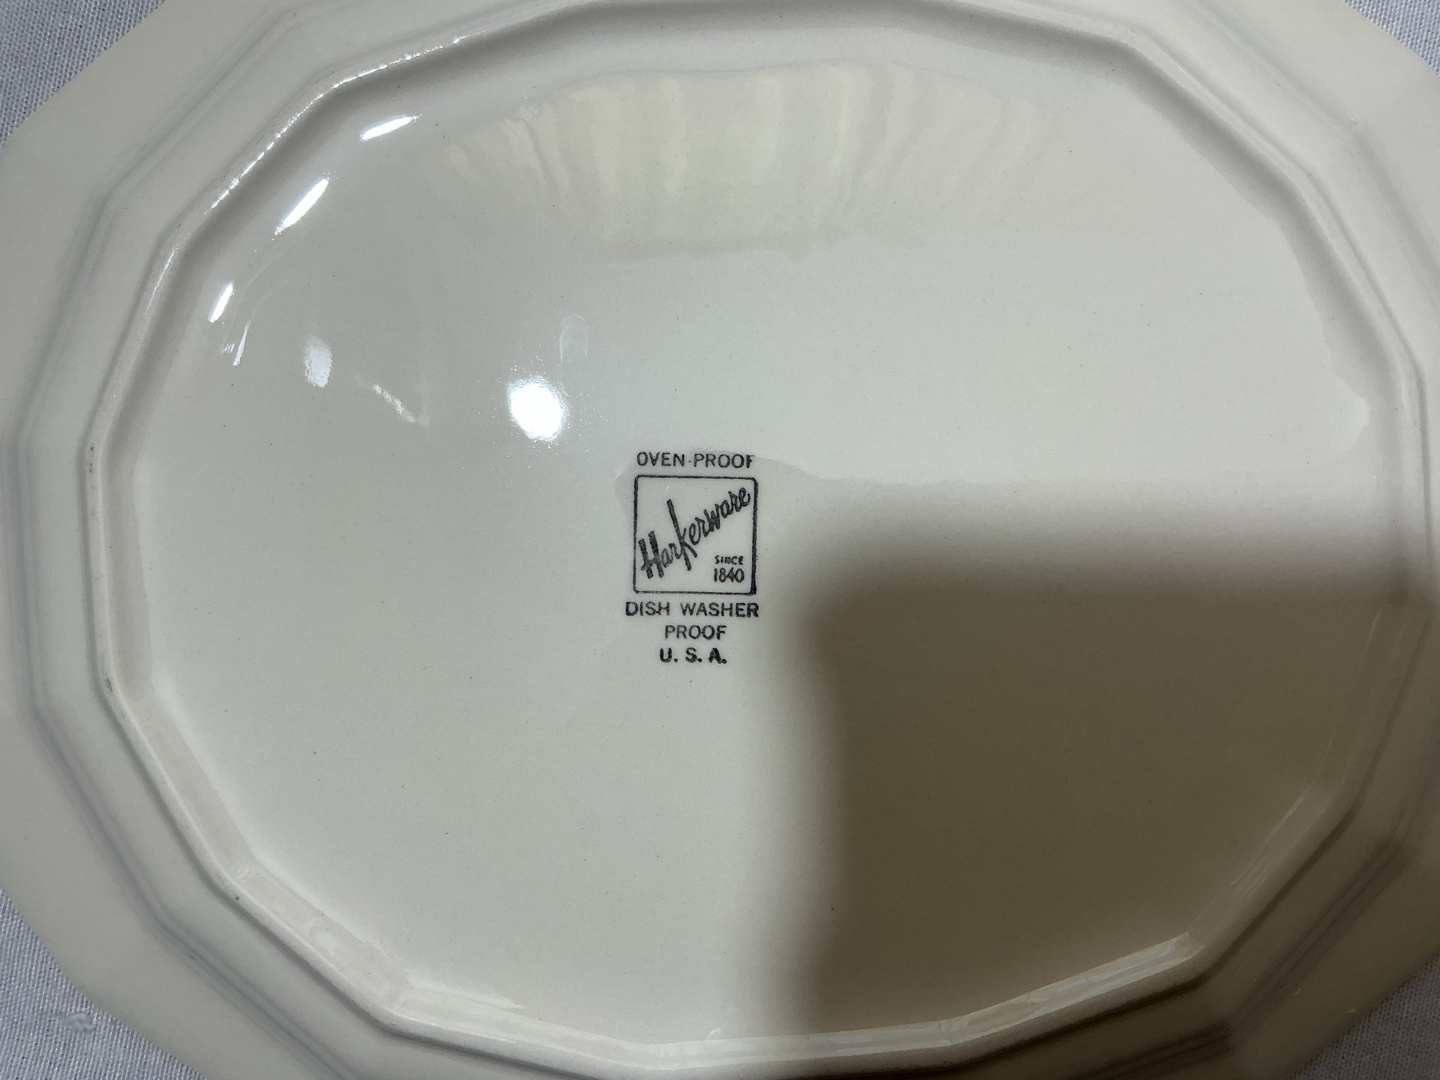 OVEN-PROOF
Harkerware
SINCE
1840
DISH WASHER
PROOF
U. S. A.